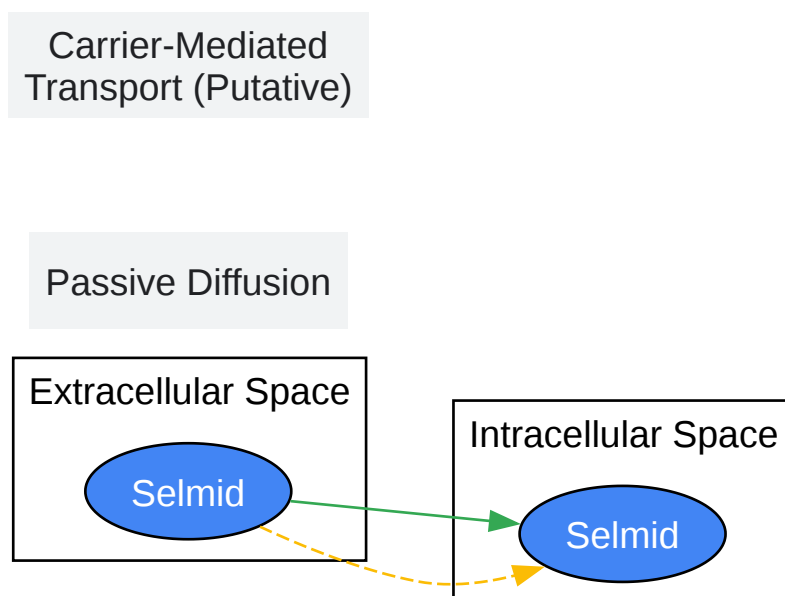 Carrier-Mediated
Transport (Putative)
Passive Diffusion
Extracellular Space
Selmid
Intracellular Space
Selmid